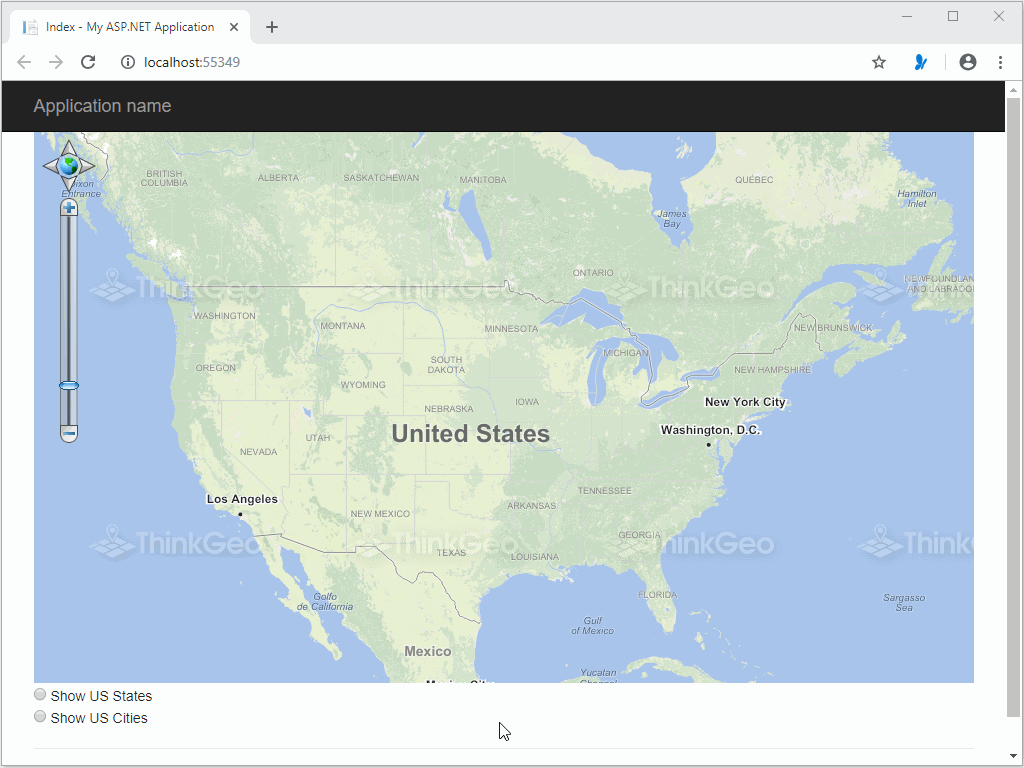 Index - My ASP.NET Application
localhost:55349
Application name
BRITISH
COLUMBIA
ALBERTA
SASKATCHEWAN
MANITOBA
QUÉBEC
Dixon
Entrance
Hamilton
Inlet
James
Bay
ONTARIO
NEWFOUNDLAN
AND LABRADO
ThinkGeo
ThinkGeo
ThinkGeo
WASHINGTON
MONTANA
MINNESOTA
NEW BRUNSWICK
MICHIGAN
OREGON
SOUTH
DAKOTA
NEW HAMPSHIRE
WYOMING
IOWA
New York City
NEBRASKA
United States
Washington, D.C.
UTAH
NEVADA
TENNESSEE
Los Angeles
ARKANSAS
NEW MEXICO
GEORGIA
ThinkGeo
ThinkGeo
ThinkGeo
ThinkG
TEXAS
LOUISIANA
FLORIDA
Golfo
de California
Sargasso
Sea
Gulf
of Mexico
Mexico
Yucatan
Channel
Mexico City
Show US States
Show US Cities